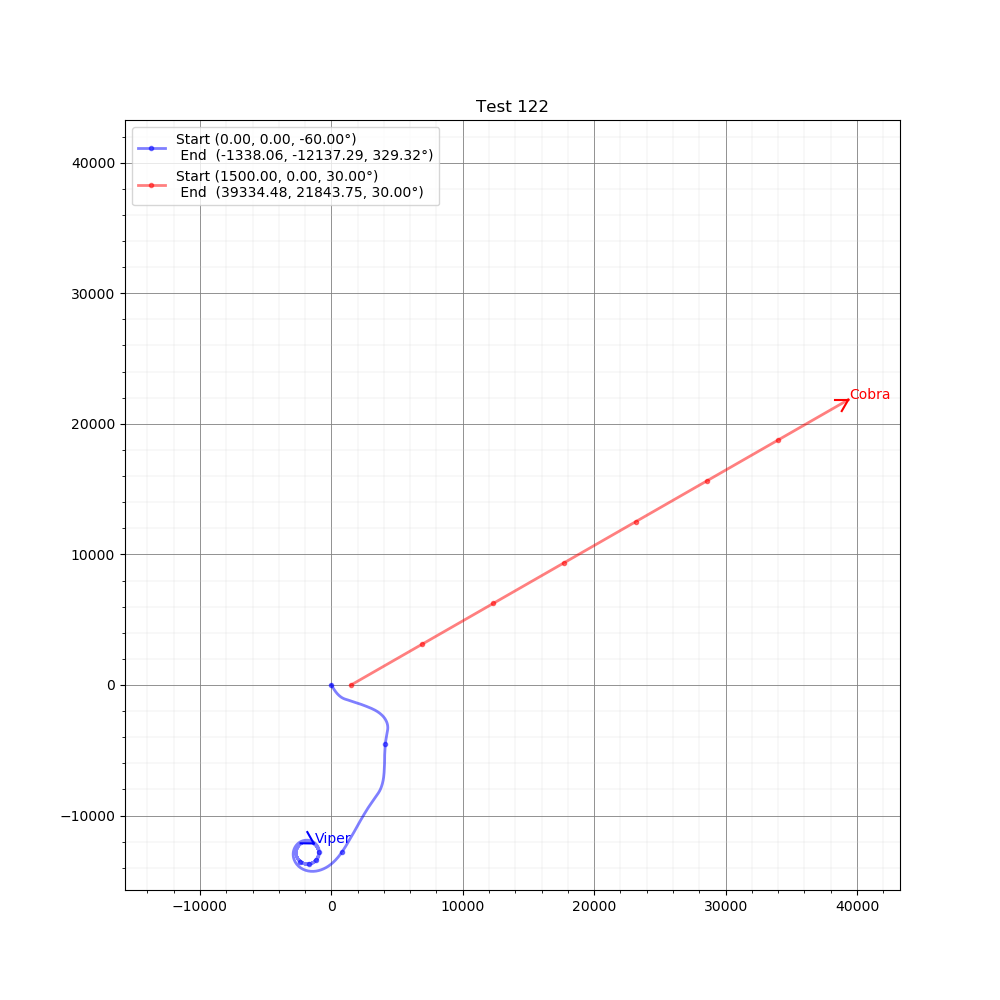 Test 122
Start (0.00, 0.00, -60.00°)
End (-1338.06, -12137.29, 329.32°)
Start (1500.00, 0.00, 30.00°)
End (39334.48, 21843.75, 30.00°)
40000
30000
20000
10000
0
−10000
Cobra
Viper
−10000
0
10000
20000
30000
40000